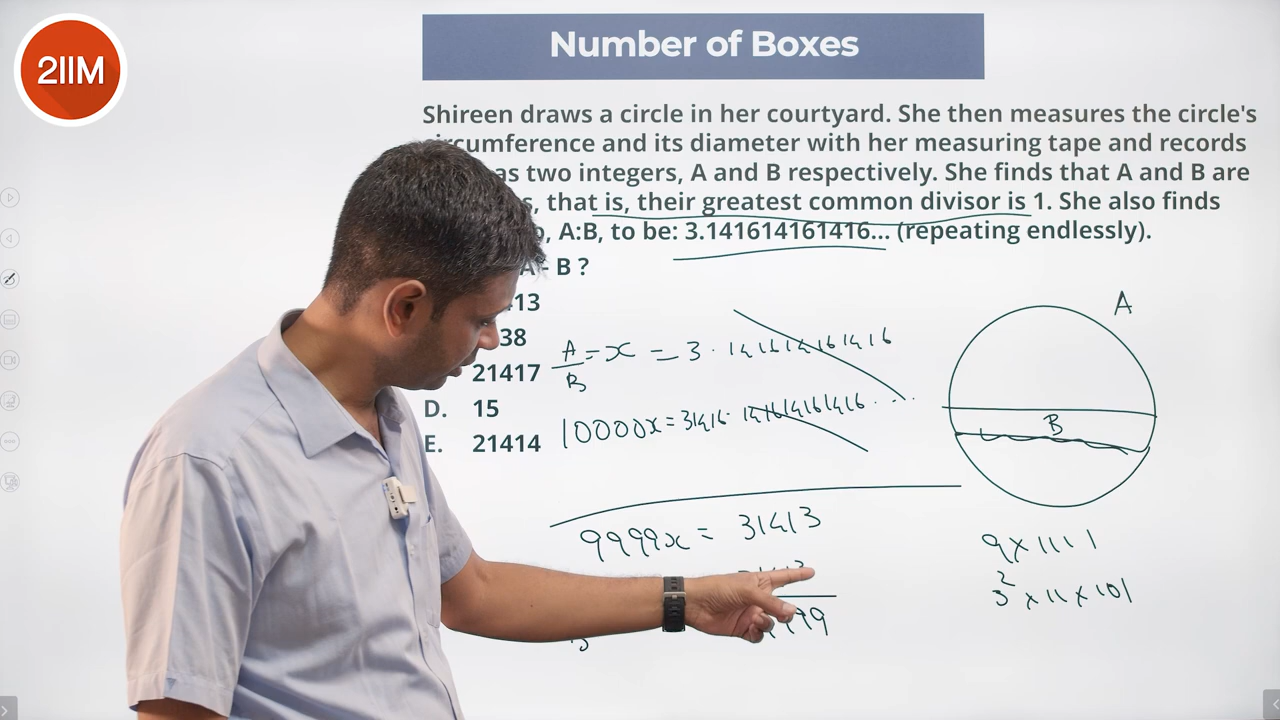 2IIM
Number of Boxes
Shireen draws a circle in her courtyard. She then measures the circle's
circumference and its diameter with her measuring tape and records
as two integers, A and B respectively. She finds that A and B are
that is, their greatest common divisor is 1. She also finds
A:B, to be: 3.141614161416... (repeating endlessly).
B ?
13
38
21417
D. 15
E. 21414
A/B = x = 3.141614161416
10000x = 31416.141614161416...
9999x = 31413
A
B
9 x 1111
3² x 11 x 101
B